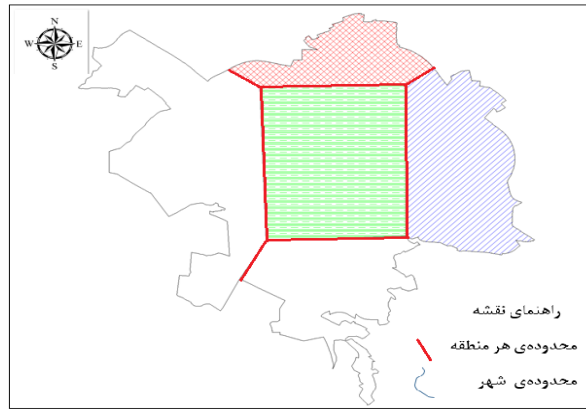 N
W E
S
راهنمای نقشه
محدوده‌ی هر منطقه
محدوده‌ی شهر